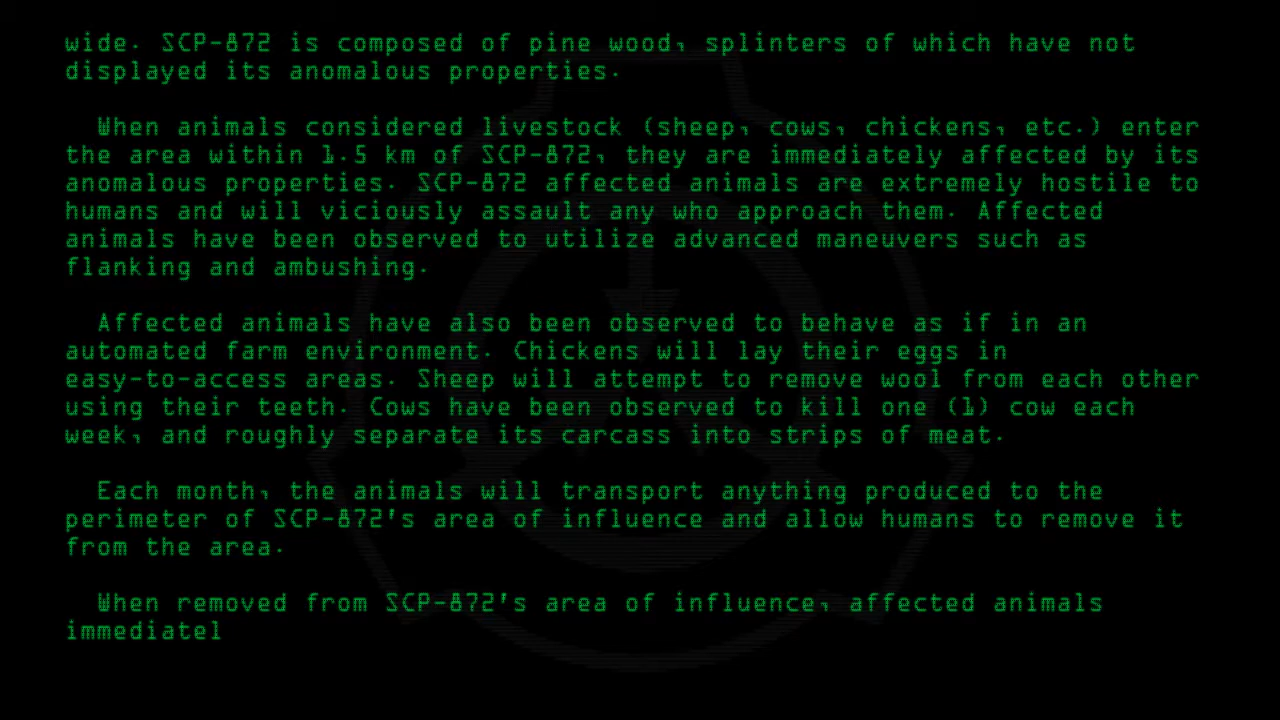 wide. SCP-872 is composed of pine wood, splinters of which have not
displayed its anomalous properties.
When animals considered livestock (sheep, cows, chickens, etc.) enter
the area within 1.5 km of SCP-872, they are immediately affected by its
anomalous properties. SCP-872 affected animals are extremely hostile to
humans and will viciously assault any who approach them. Affected
animals have been observed to utilize advanced maneuvers such as
flanking and ambushing.
Affected animals have also been observed to behave as if in an
automated farm environment. Chickens will lay their eggs in
easy-to-access areas. Sheep will attempt to remove wool from each other
using their teeth. Cows have been observed to kill one (1) cow each
week, and roughly separate its carcass into strips of meat.
Each month, the animals will transport anything produced to the
perimeter of SCP-872's area of influence and allow humans to remove it
from the area.
When removed from SCP-872's area of influence, affected animals
immediatel